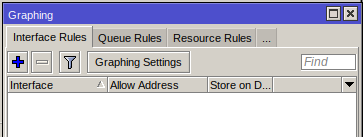 Graphing
Interface Rules Queue Rules Resource Rules ...
Graphing Settings Find
Interface Allow Address Store on D...